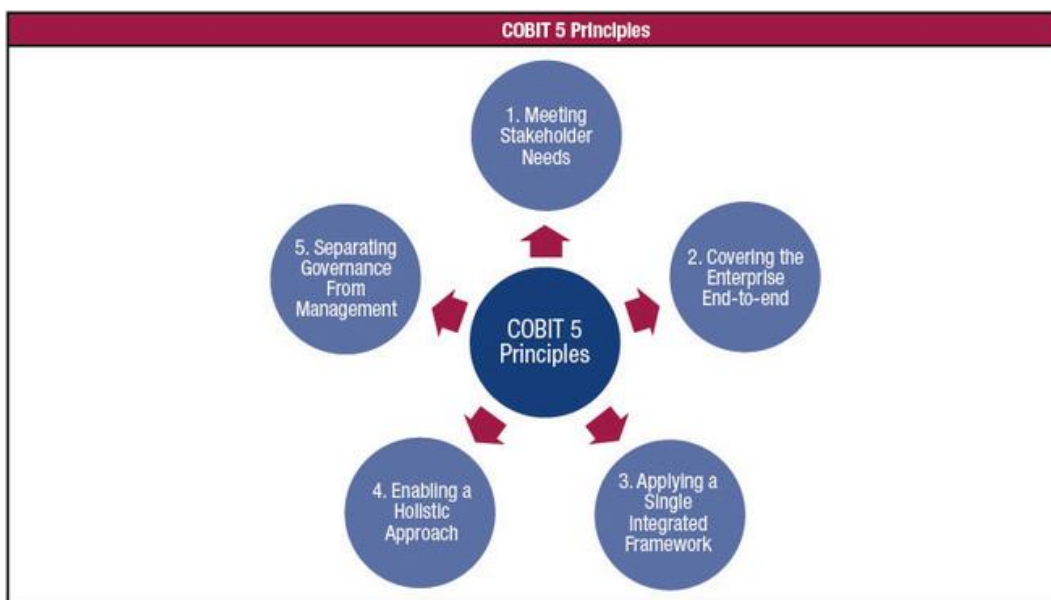 COBIT 5 Principles
1. Meeting
Stakeholder
Needs
5. Separating
Governance
From
Management
2. Covering the
Enterprise
End-to-end
COBIT 5
Principles
4. Enabling a
Holistic
Approach
3. Applying a
Single
Integrated
Framework